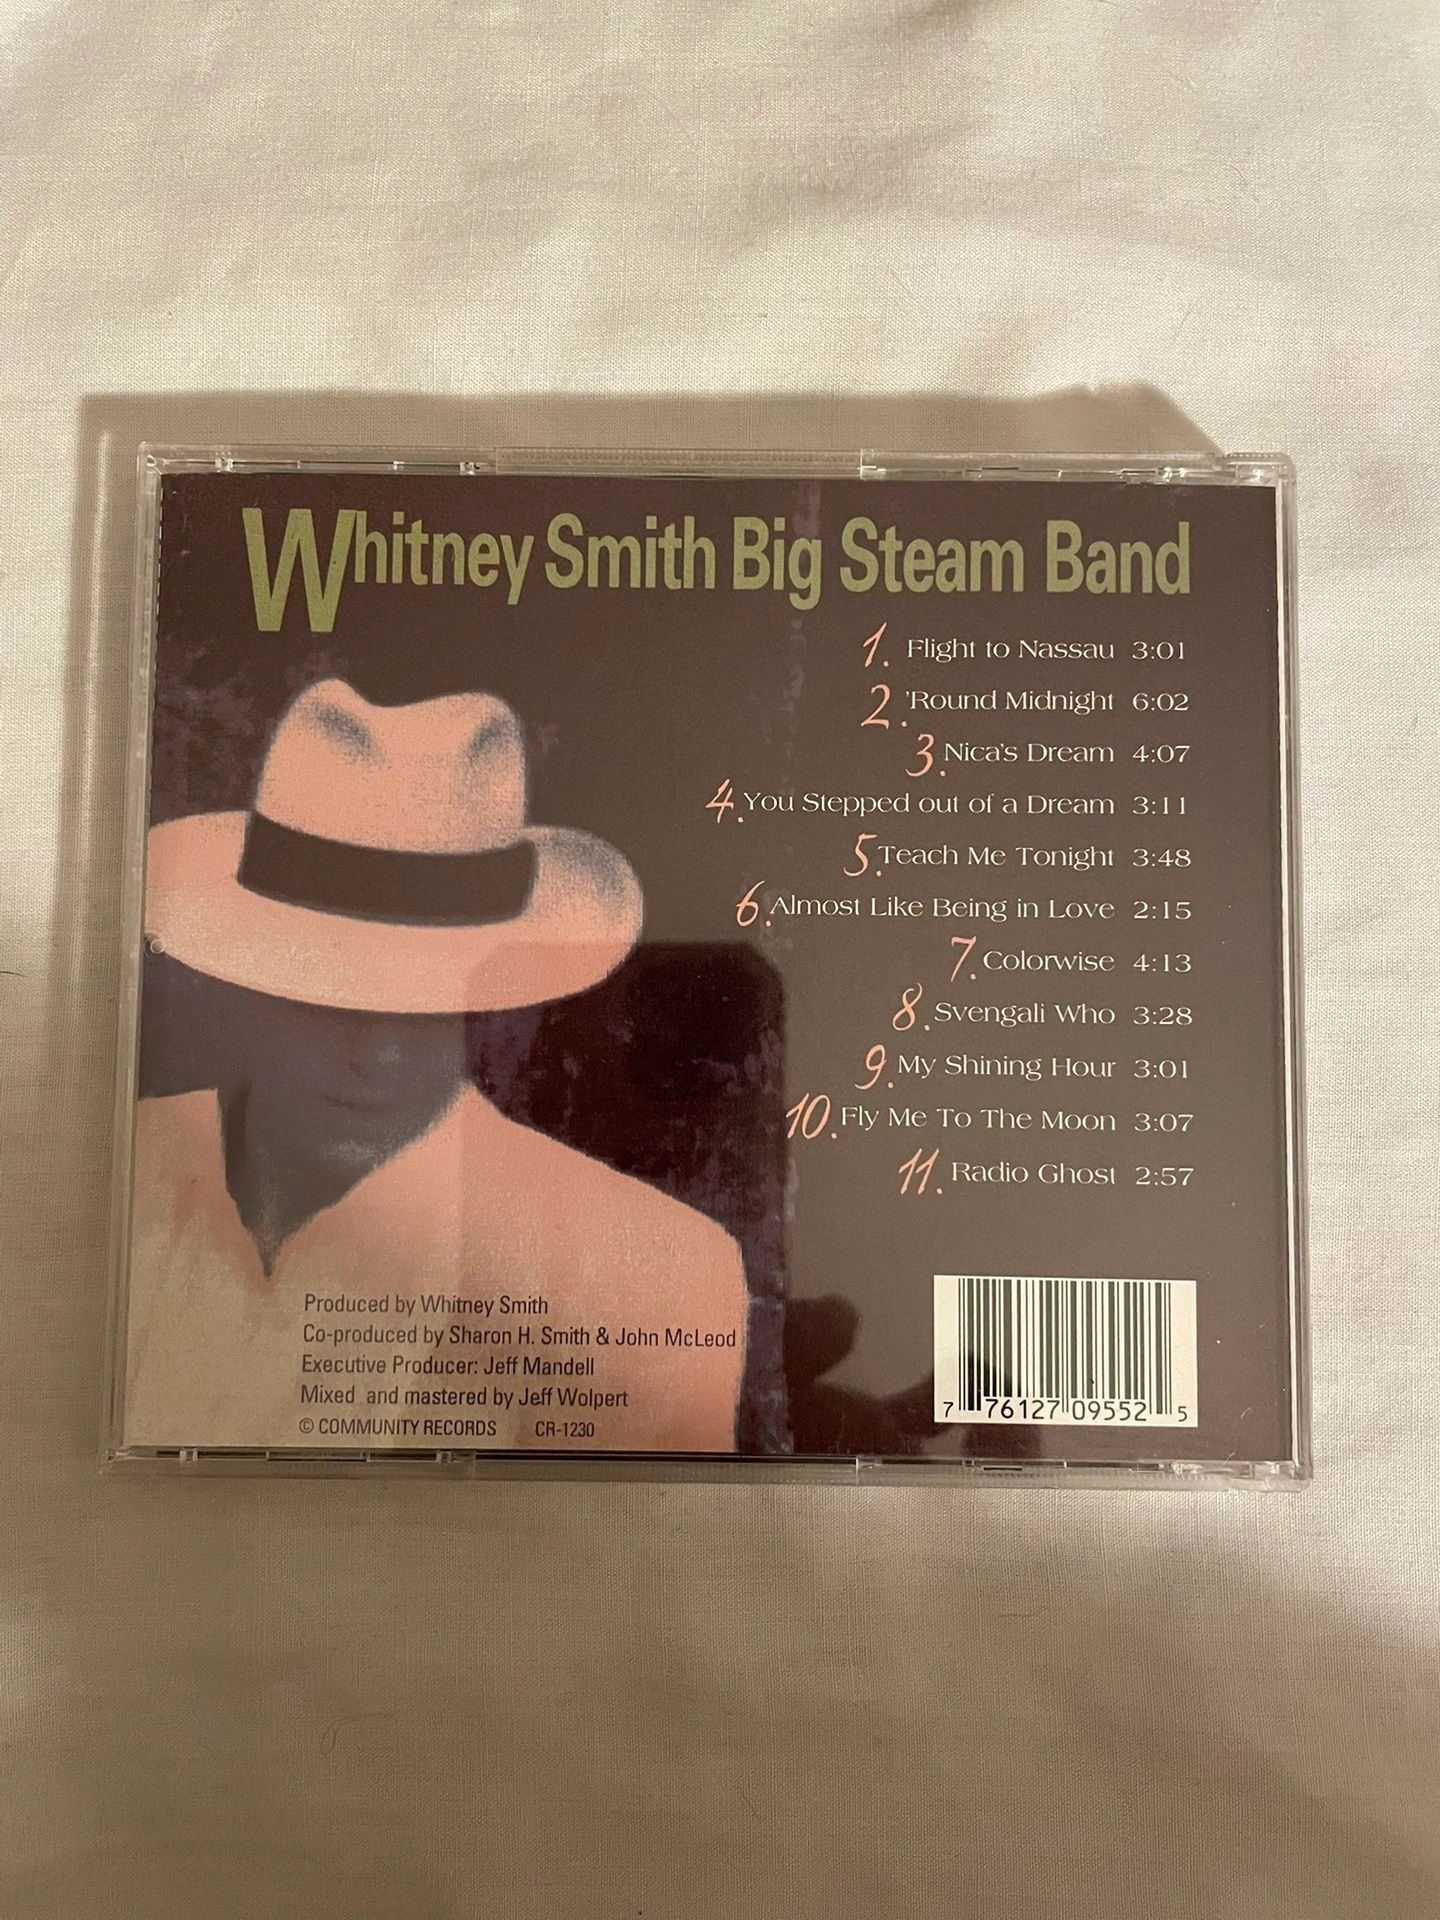 Whitney Smith Big Steam Band
1. Flight to Nassau 3:01
2. 'Round Midnight 6:02
3. Nica's Dream 4:07
4. You Stepped out of a Dream 3:11
5. Teach Me Tonight 3:48
6. Almost Like Being in Love 2:15
7. Colorwise 4:13
8. Svengali Who 3:28
9. My Shining Hour 3:01
10. Fly Me To The Moon 3:07
11. Radio Ghost 2:57
Produced by Whitney Smith
Co-produced by Sharon H. Smith & John McLeod
Executive Producer: Jeff Mandell
Mixed and mastered by Jeff Wolpert
© COMMUNITY RECORDS CR-1230
7 76127 09552 5